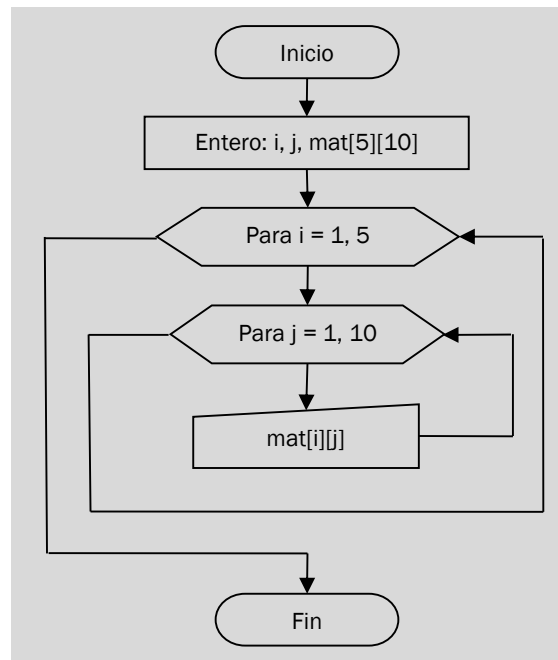 Inicio
Entero: i, j, mat[5][10]
Para i = 1, 5
Para j = 1, 10
mat[i][j]
Fin